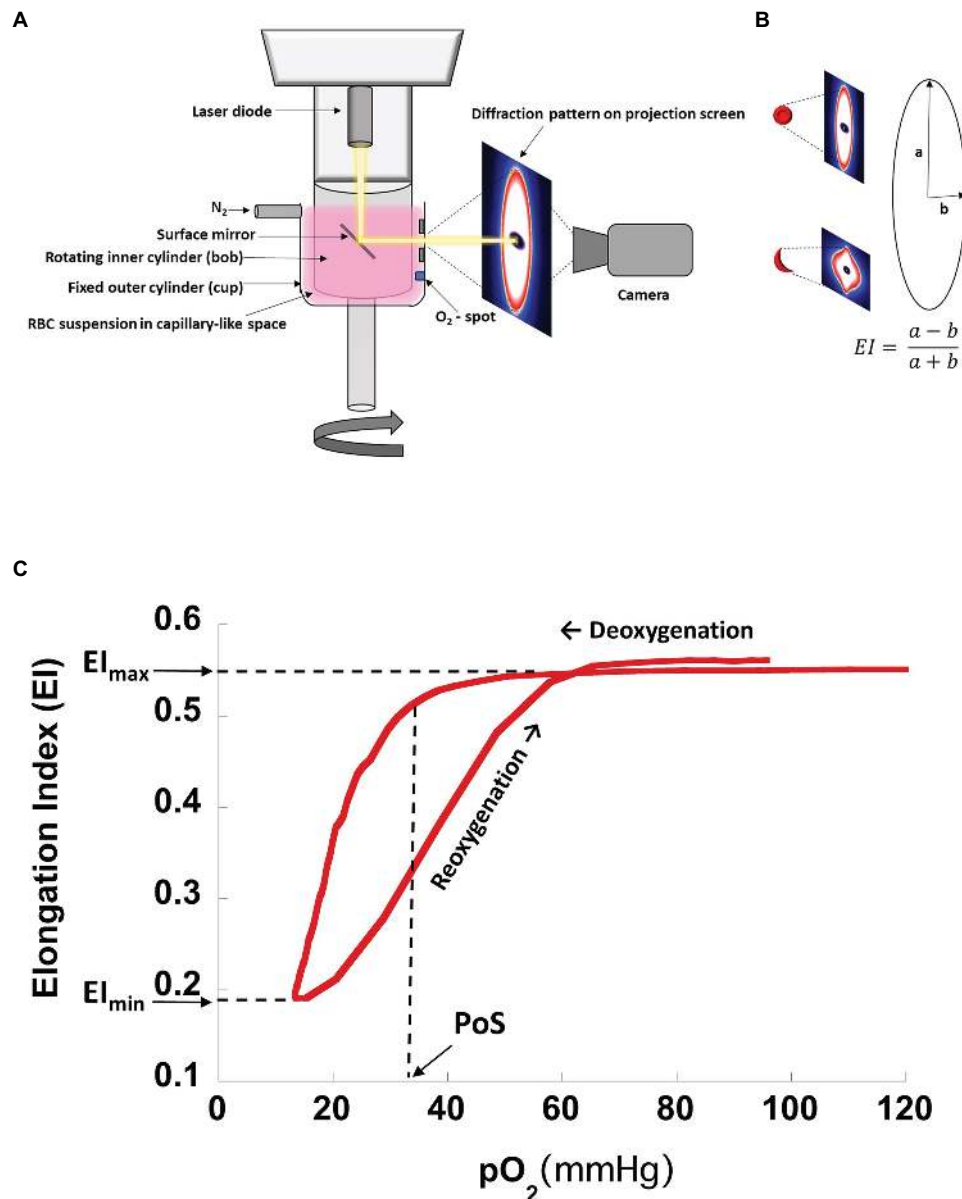 A
Laser diode
N₂
Surface mirror
Rotating inner cylinder (bob)
Fixed outer cylinder (cup)
RBC suspension in capillary-like space
O₂ - spot
Diffraction pattern on projection screen
Camera
B
a
b
EI = (a − b) / (a + b)
C
Elongation Index (EI)
0.6
0.5
0.4
0.3
0.2
0.1
EImax
EImin
← Deoxygenation
Reoxygenation →
PoS
0 20 40 60 80 100 120
pO₂ (mmHg)